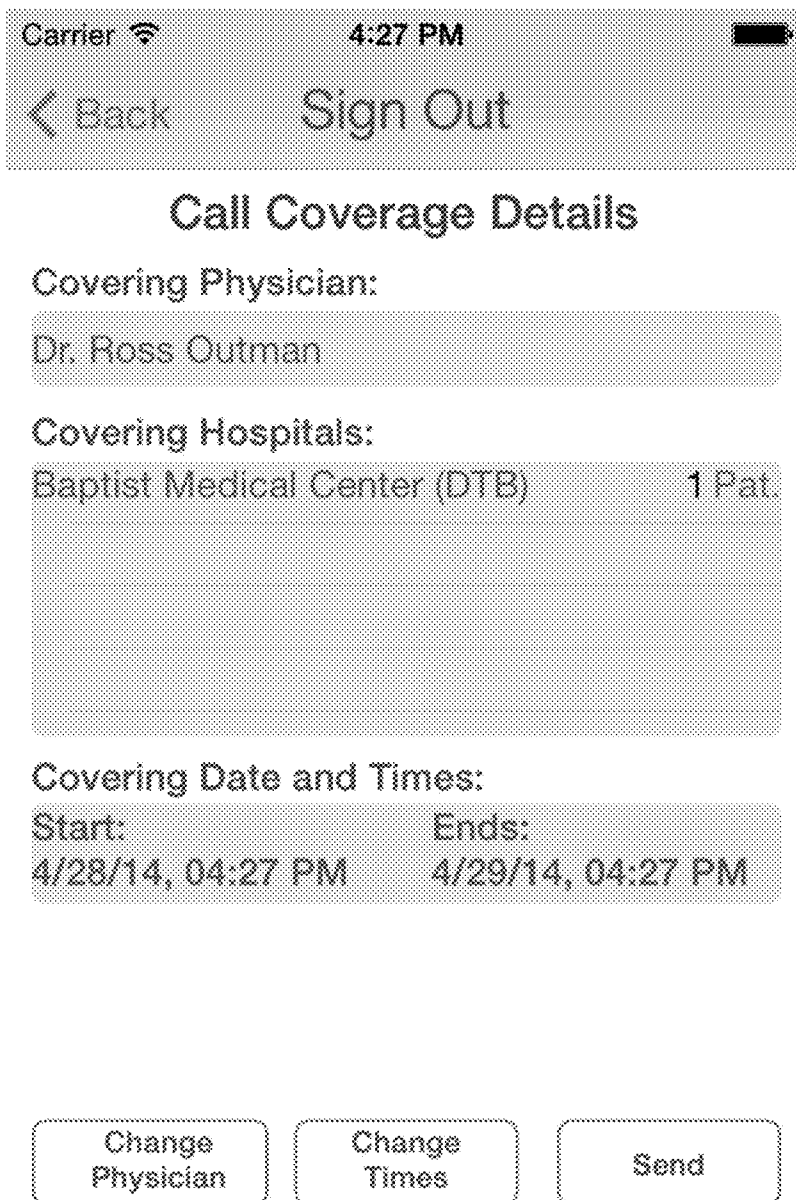 Carrier 4:27 PM
Back Sign Out
Call Coverage Details
Covering Physician:
Dr. Ross Outman
Covering Hospitals:
Baptist Medical Center (DTB) 1 Pat.
Covering Date and Times:
Start: Ends:
4/28/14, 04:27 PM 4/29/14, 04:27 PM
Change Change
Physician Times Send